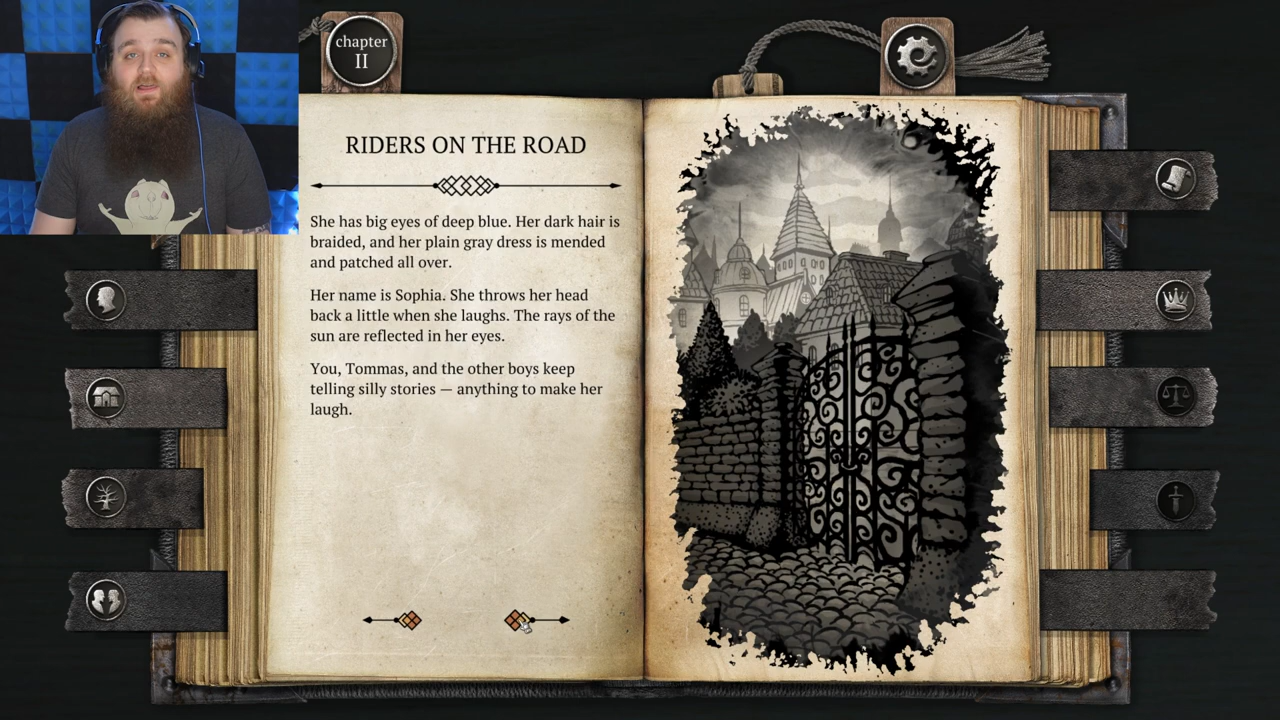 chapter
II
RIDERS ON THE ROAD
She has big eyes of deep blue. Her dark hair is
braided, and her plain gray dress is mended
and patched all over.
Her name is Sophia. She throws her head
back a little when she laughs. The rays of the
sun are reflected in her eyes.
You, Tommas, and the other boys keep
telling silly stories — anything to make her
laugh.